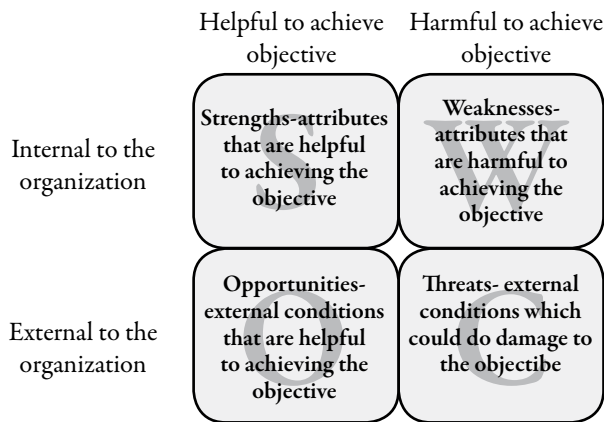 Helpful to achieve
objective
Harmful to achieve
objective
Internal to the
organization
S
Strengths-attributes
that are helpful
to achieving the
objective
W
Weaknesses-
attributes that
are harmful to
achieving the
objective
External to the
organization
O
Opportunities-
external conditions
that are helpful
to achieving the
objective
C
Threats- external
conditions which
could do damage to
the objectibe